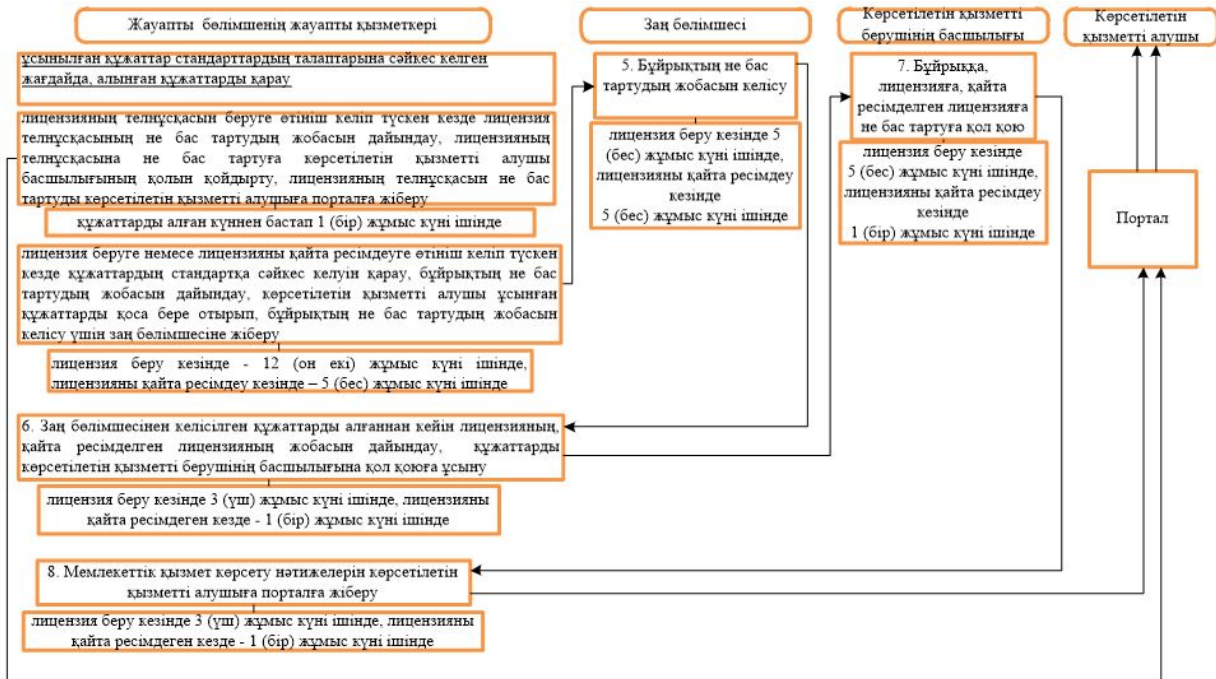 Жауапты бөлімшенің жауапты қызметкері
Заң бөлімшесі
Көрсетілетін қызметті
берушінің басшылығы
Көрсетілетін
қызметті алушы
ұсынылған құжаттар стандарттардың талаптарына сәйкес келген
жағдайда, алынған құжаттарды қарау
лицензияның телнұсқасын беруге өтініш келіп түскен кезде лицензия
телнұсқасының не бас тартудың жобасын дайындау, лицензияның
телнұсқасына не бас тартуға көрсетілетін қызметті алушы
басшылығының қолын қойдырту, лицензияның телнұсқасын не бас
тартуды көрсетілетін қызметті алушыға порталға жіберу
құжаттарды алған күннен бастап 1 (бір) жұмыс күні ішінде
лицензия беруге немесе лицензияны қайта ресімдеуге өтініш келіп түскен
кезде құжаттардың стандартқа сәйкес келуін қарау, бұйрықтың не бас
тартудың жобасын дайындау, көрсетілетін қызметті алушы ұсынған
құжаттарды қоса бере отырып, бұйрықтың не бас тартудың жобасын
келісу үшін заң бөлімшесіне жіберу
лицензия беру кезінде - 12 (он екі) жұмыс күні ішінде,
лицензияны қайта ресімдеу кезінде – 5 (бес) жұмыс күні ішінде
5. Бұйрықтың не бас
тартудың жобасын келісу
лицензия беру кезінде 5
(бес) жұмыс күні ішінде,
лицензияны қайта ресімдеу
кезінде
5 (бес) жұмыс күні ішінде
6. Заң бөлімшесінен келісілген құжаттарды алғаннан кейін лицензияның,
қайта ресімделген лицензияның жобасын дайындау, құжаттарды
көрсетілетін қызметті берушінің басшылығына қол қоюға ұсыну
лицензия беру кезінде 3 (үш) жұмыс күні ішінде, лицензияны
қайта ресімдеген кезде - 1 (бір) жұмыс күні ішінде
7. Бұйрыққа,
лицензияға, қайта
ресімделген лицензияға
не бас тартуға қол қою
лицензия беру кезінде
5 (бес) жұмыс күні ішінде,
лицензияны қайта ресімдеу
кезінде
1 (бір) жұмыс күні ішінде
Портал
8. Мемлекеттік қызмет көрсету нәтижелерін көрсетілетін
қызметті алушыға порталға жіберу
лицензия беру кезінде 3 (үш) жұмыс күні ішінде, лицензияны
қайта ресімдеген кезде - 1 (бір) жұмыс күні ішінде